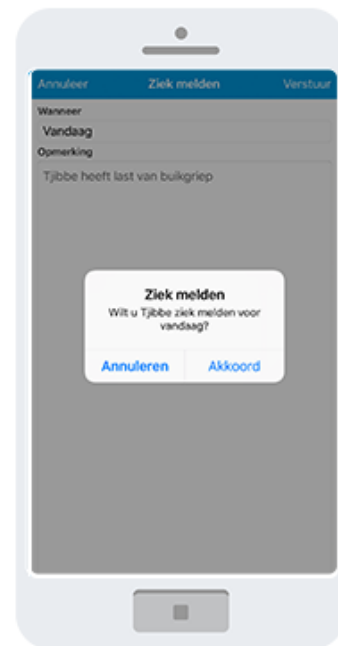 Annuleer Ziek melden Verstuur
Wanneer
Vandaag
Opmerking
Tjibbe heeft last van buikgriep
Ziek melden
Wilt u Tjibbe ziek melden voor
vandaag?
Annuleren Akkoord